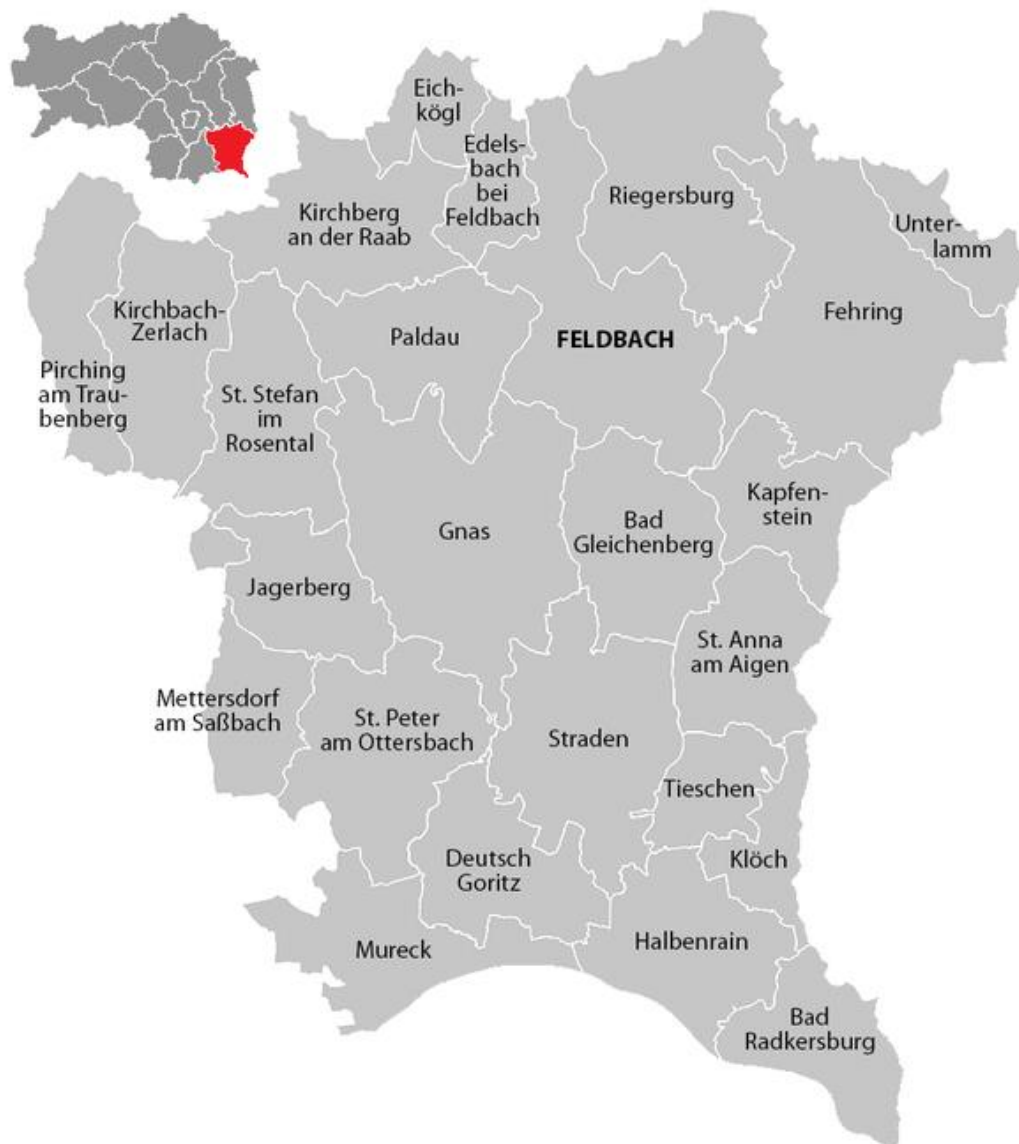 Eich-
kögl
Edels-
bach
bei
Feldbach
Riegersburg
Kirchberg
an der Raab
Unter-
lamm
Kirchbach-
Zerlach
Paldau
FELDBACH
Fehring
Pirching
am Trau-
benberg
St. Stefan
im
Rosental
Gnas
Bad
Gleichenberg
Kapfen-
stein
Jagerberg
St. Anna
am Aigen
Mettersdorf
am Saßbach
St. Peter
am Ottersbach
Straden
Tieschen
Deutsch
Goritz
Klöch
Mureck
Halbenrain
Bad
Radkersburg